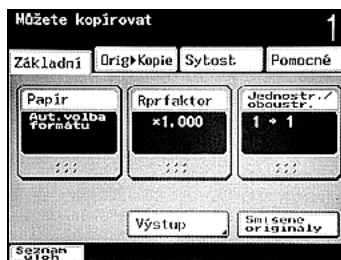 Můžete kopírovat
1
Základní Orig▸Kopie Sytost Pomocné
Papír
Aut.volba
formátu
Rprfaktor
×1.000
Jednostr./
oboustr.
1 → 1
Výstup
Smíšené
originály
Seznam
úloh